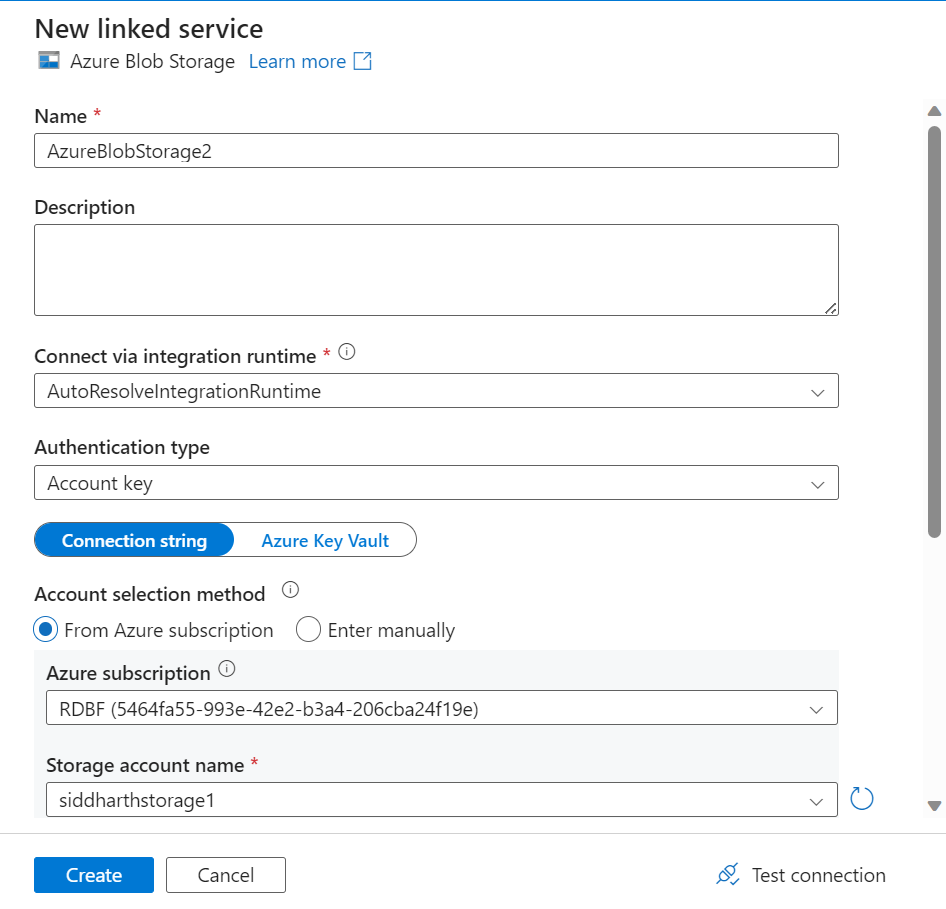 New linked service
Azure Blob Storage Learn more
Name *
AzureBlobStorage2
Description
Connect via integration runtime *
AutoResolveIntegrationRuntime
Authentication type
Account key
Connection string Azure Key Vault
Account selection method
From Azure subscription Enter manually
Azure subscription
RDBF (5464fa55-993e-42e2-b3a4-206cba24f19e)
Storage account name *
siddharthstorage1
Create Cancel Test connection